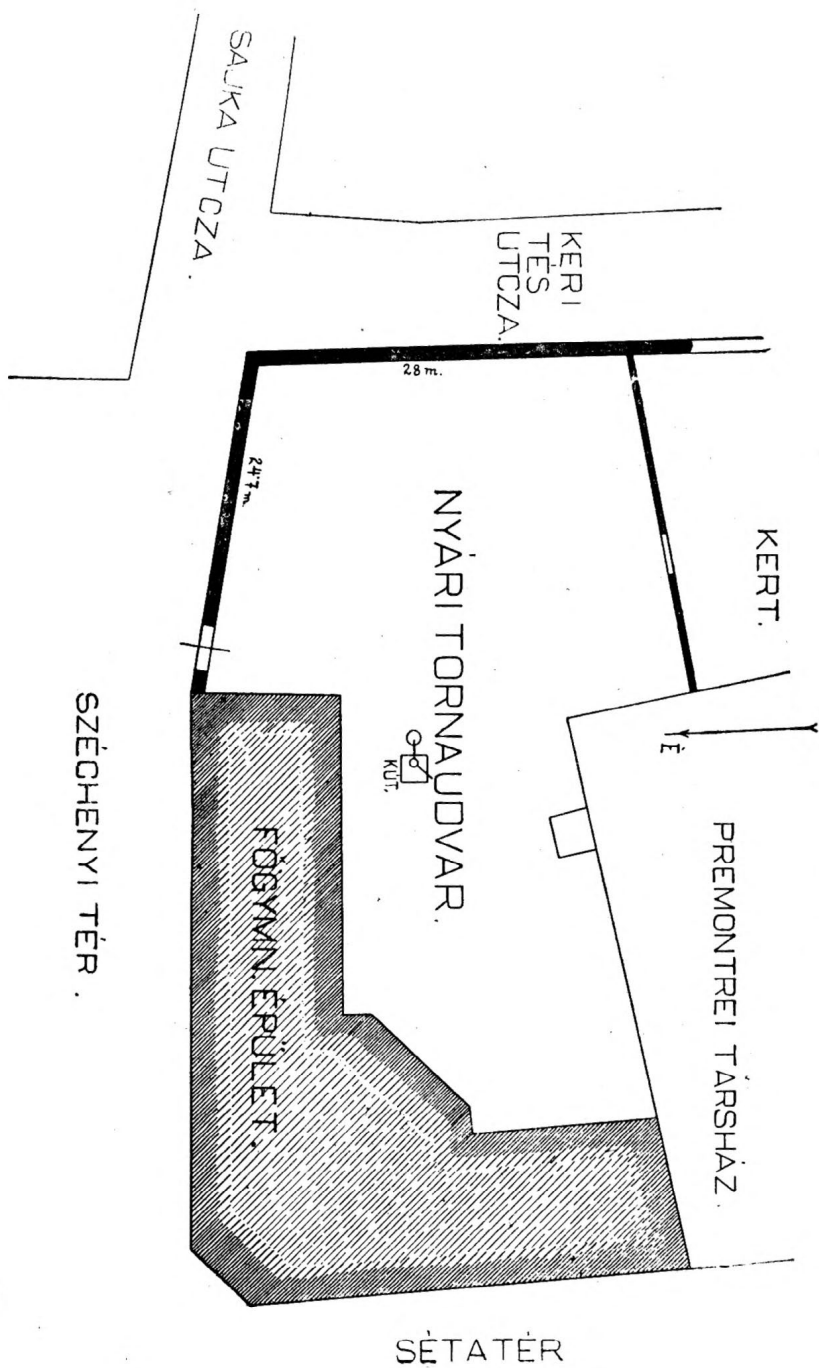 SAJKA UTCZA.
KERI
TÉS
UTCZA.
28 m.
24·7 m.
NYÁRI TORNAUDVAR.
KERT.
É
KÚT.
PREMONTREI TÁRSHÁZ.
FŐGYMN. ÉPÜLET.
SZÉCHENYI TÉR.
SÉTATÉR